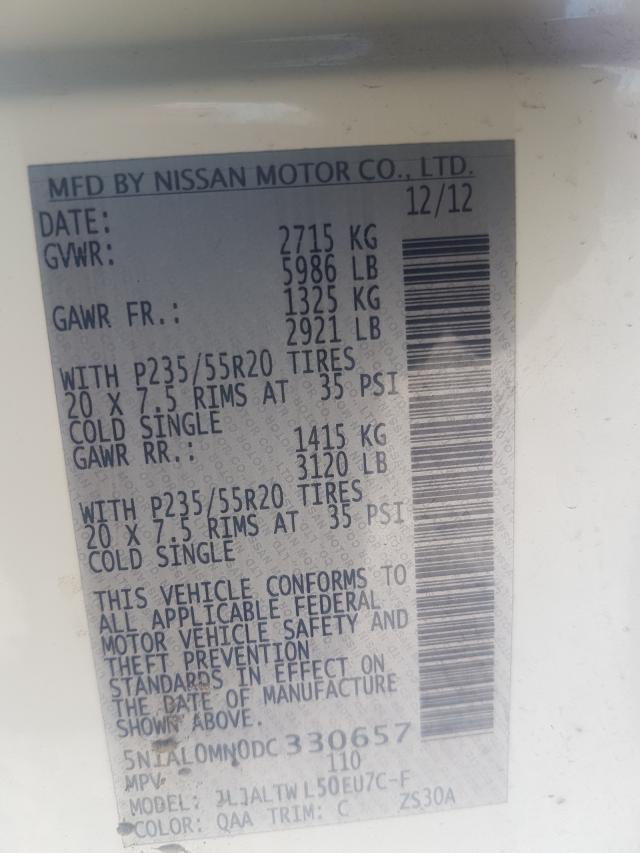 MFD BY NISSAN MOTOR CO., LTD.
DATE: 12/12
GVWR: 2715 KG
5986 LB
GAWR FR.: 1325 KG
2921 LB
WITH P235/55R20 TIRES
20 X 7.5 RIMS AT 35 PSI
COLD SINGLE
GAWR RR.: 1415 KG
3120 LB
WITH P235/55R20 TIRES
20 X 7.5 RIMS AT 35 PSI
COLD SINGLE
THIS VEHICLE CONFORMS TO
ALL APPLICABLE FEDERAL
MOTOR VEHICLE SAFETY AND
THEFT PREVENTION
STANDARDS IN EFFECT ON
THE DATE OF MANUFACTURE
SHOWN ABOVE.
5N1AL0MN0DC330657
MPV 110
MODEL: JLJALTWL50EU7C-F
COLOR: QAA TRIM: C ZS30A